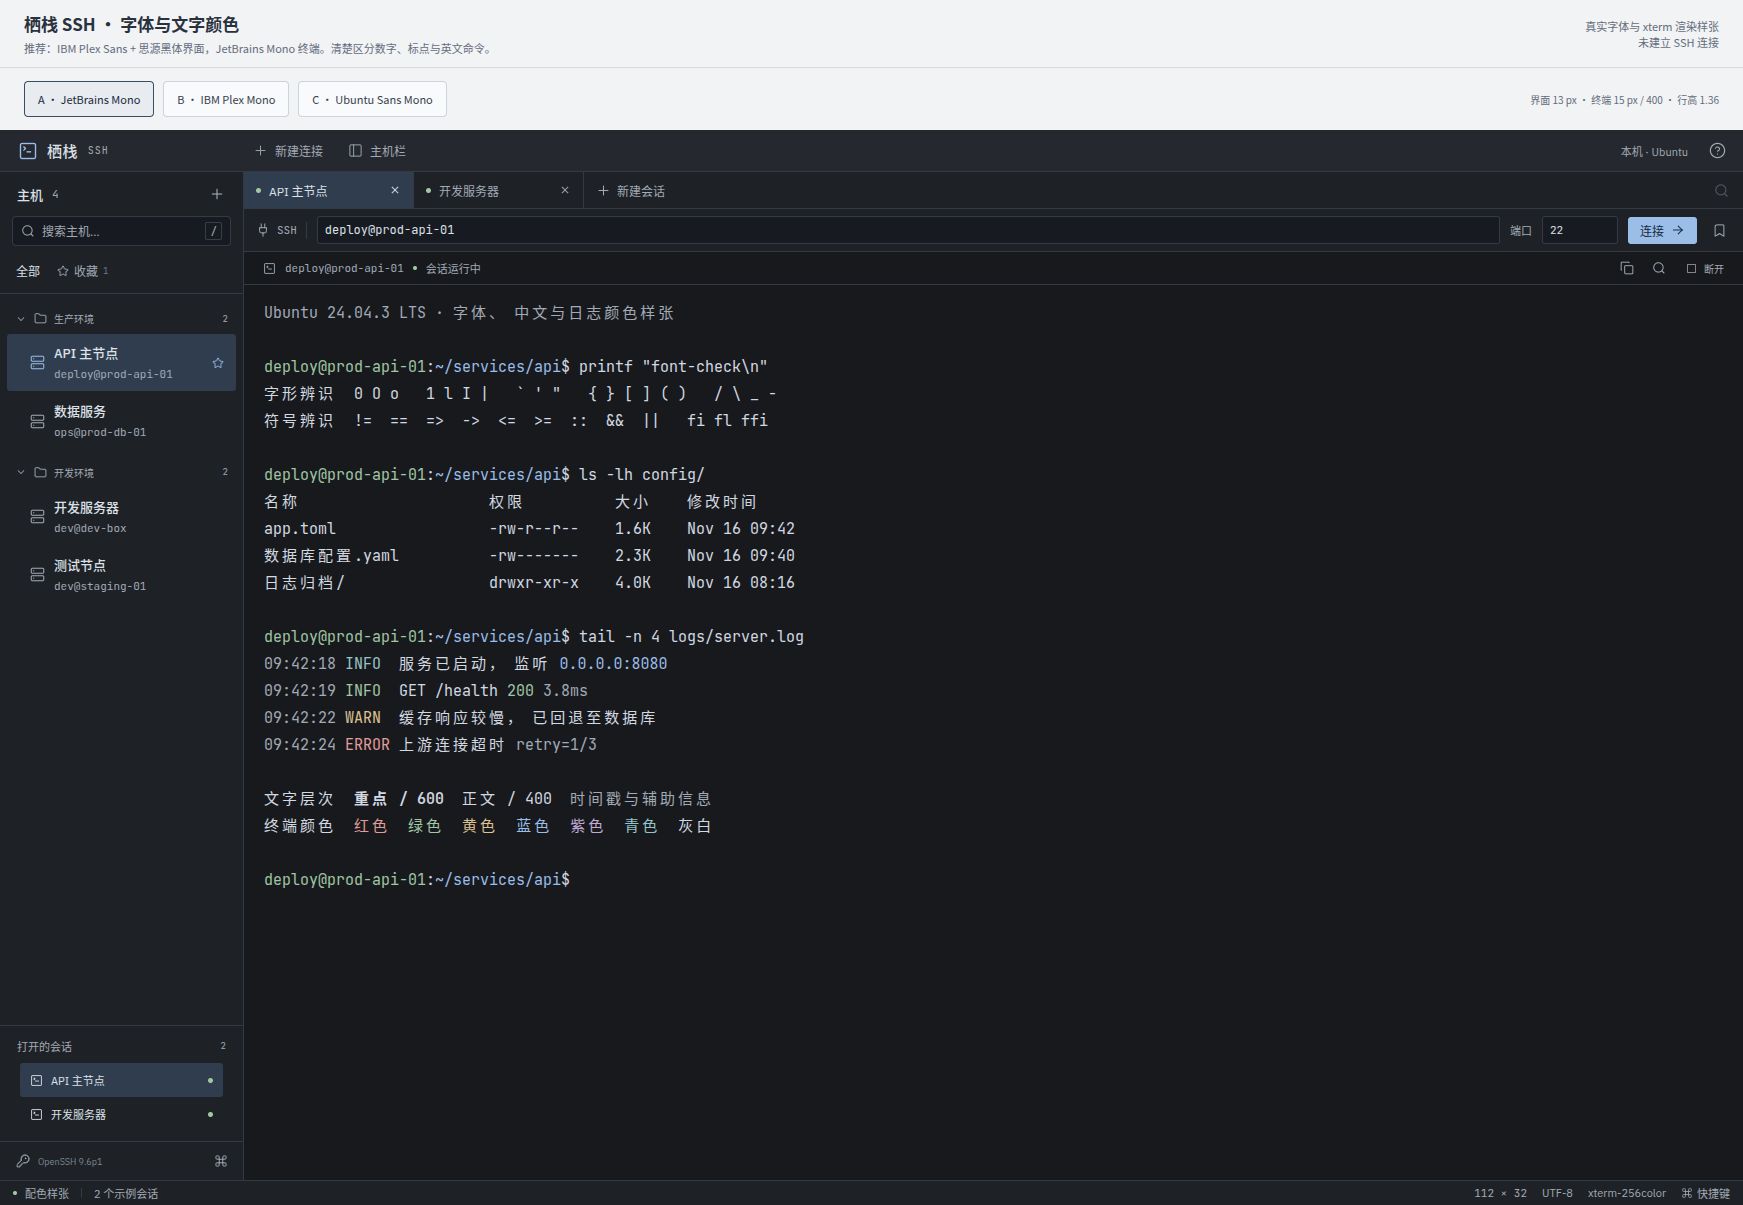 栖栈 SSH · 字体与文字颜色
推荐：IBM Plex Sans + 思源黑体界面，JetBrains Mono 终端。清楚区分数字、标点与英文命令。
真实字体与 xterm 渲染样张
未建立 SSH 连接
A · JetBrains Mono
B · IBM Plex Mono
C · Ubuntu Sans Mono
界面 13 px · 终端 15 px / 400 · 行高 1.36
栖栈 SSH
新建连接
主机栏
本机 · Ubuntu
主机 4
搜索主机... /
全部 收藏 1
生产环境 2
API 主节点
deploy@prod-api-01
数据服务
ops@prod-db-01
开发环境 2
开发服务器
dev@dev-box
测试节点
dev@staging-01
打开的会话 2
API 主节点
开发服务器
OpenSSH 9.6p1
API 主节点 ×
开发服务器 ×
新建会话
SSH deploy@prod-api-01 端口 22 连接
deploy@prod-api-01 会话运行中 断开
Ubuntu 24.04.3 LTS · 字体、 中文与日志颜色样张
deploy@prod-api-01:~/services/api$ printf "font-check\n"
字形辨识 0 O o 1 l I | ` ' " { } [ ] ( ) / \ _ -
符号辨识 != == => -> <= >= :: && || fi fl ffi
deploy@prod-api-01:~/services/api$ ls -lh config/
名称 权限 大小 修改时间
app.toml -rw-r--r-- 1.6K Nov 16 09:42
数据库配置.yaml -rw------- 2.3K Nov 16 09:40
日志归档/ drwxr-xr-x 4.0K Nov 16 08:16
deploy@prod-api-01:~/services/api$ tail -n 4 logs/server.log
09:42:18 INFO 服务已启动， 监听 0.0.0.0:8080
09:42:19 INFO GET /health 200 3.8ms
09:42:22 WARN 缓存响应较慢， 已回退至数据库
09:42:24 ERROR 上游连接超时 retry=1/3
文字层次 重点 / 600 正文 / 400 时间戳与辅助信息
终端颜色 红色 绿色 黄色 蓝色 紫色 青色 灰白
deploy@prod-api-01:~/services/api$
配色样张 2 个示例会话
112 × 32 UTF-8 xterm-256color ⌘ 快捷键